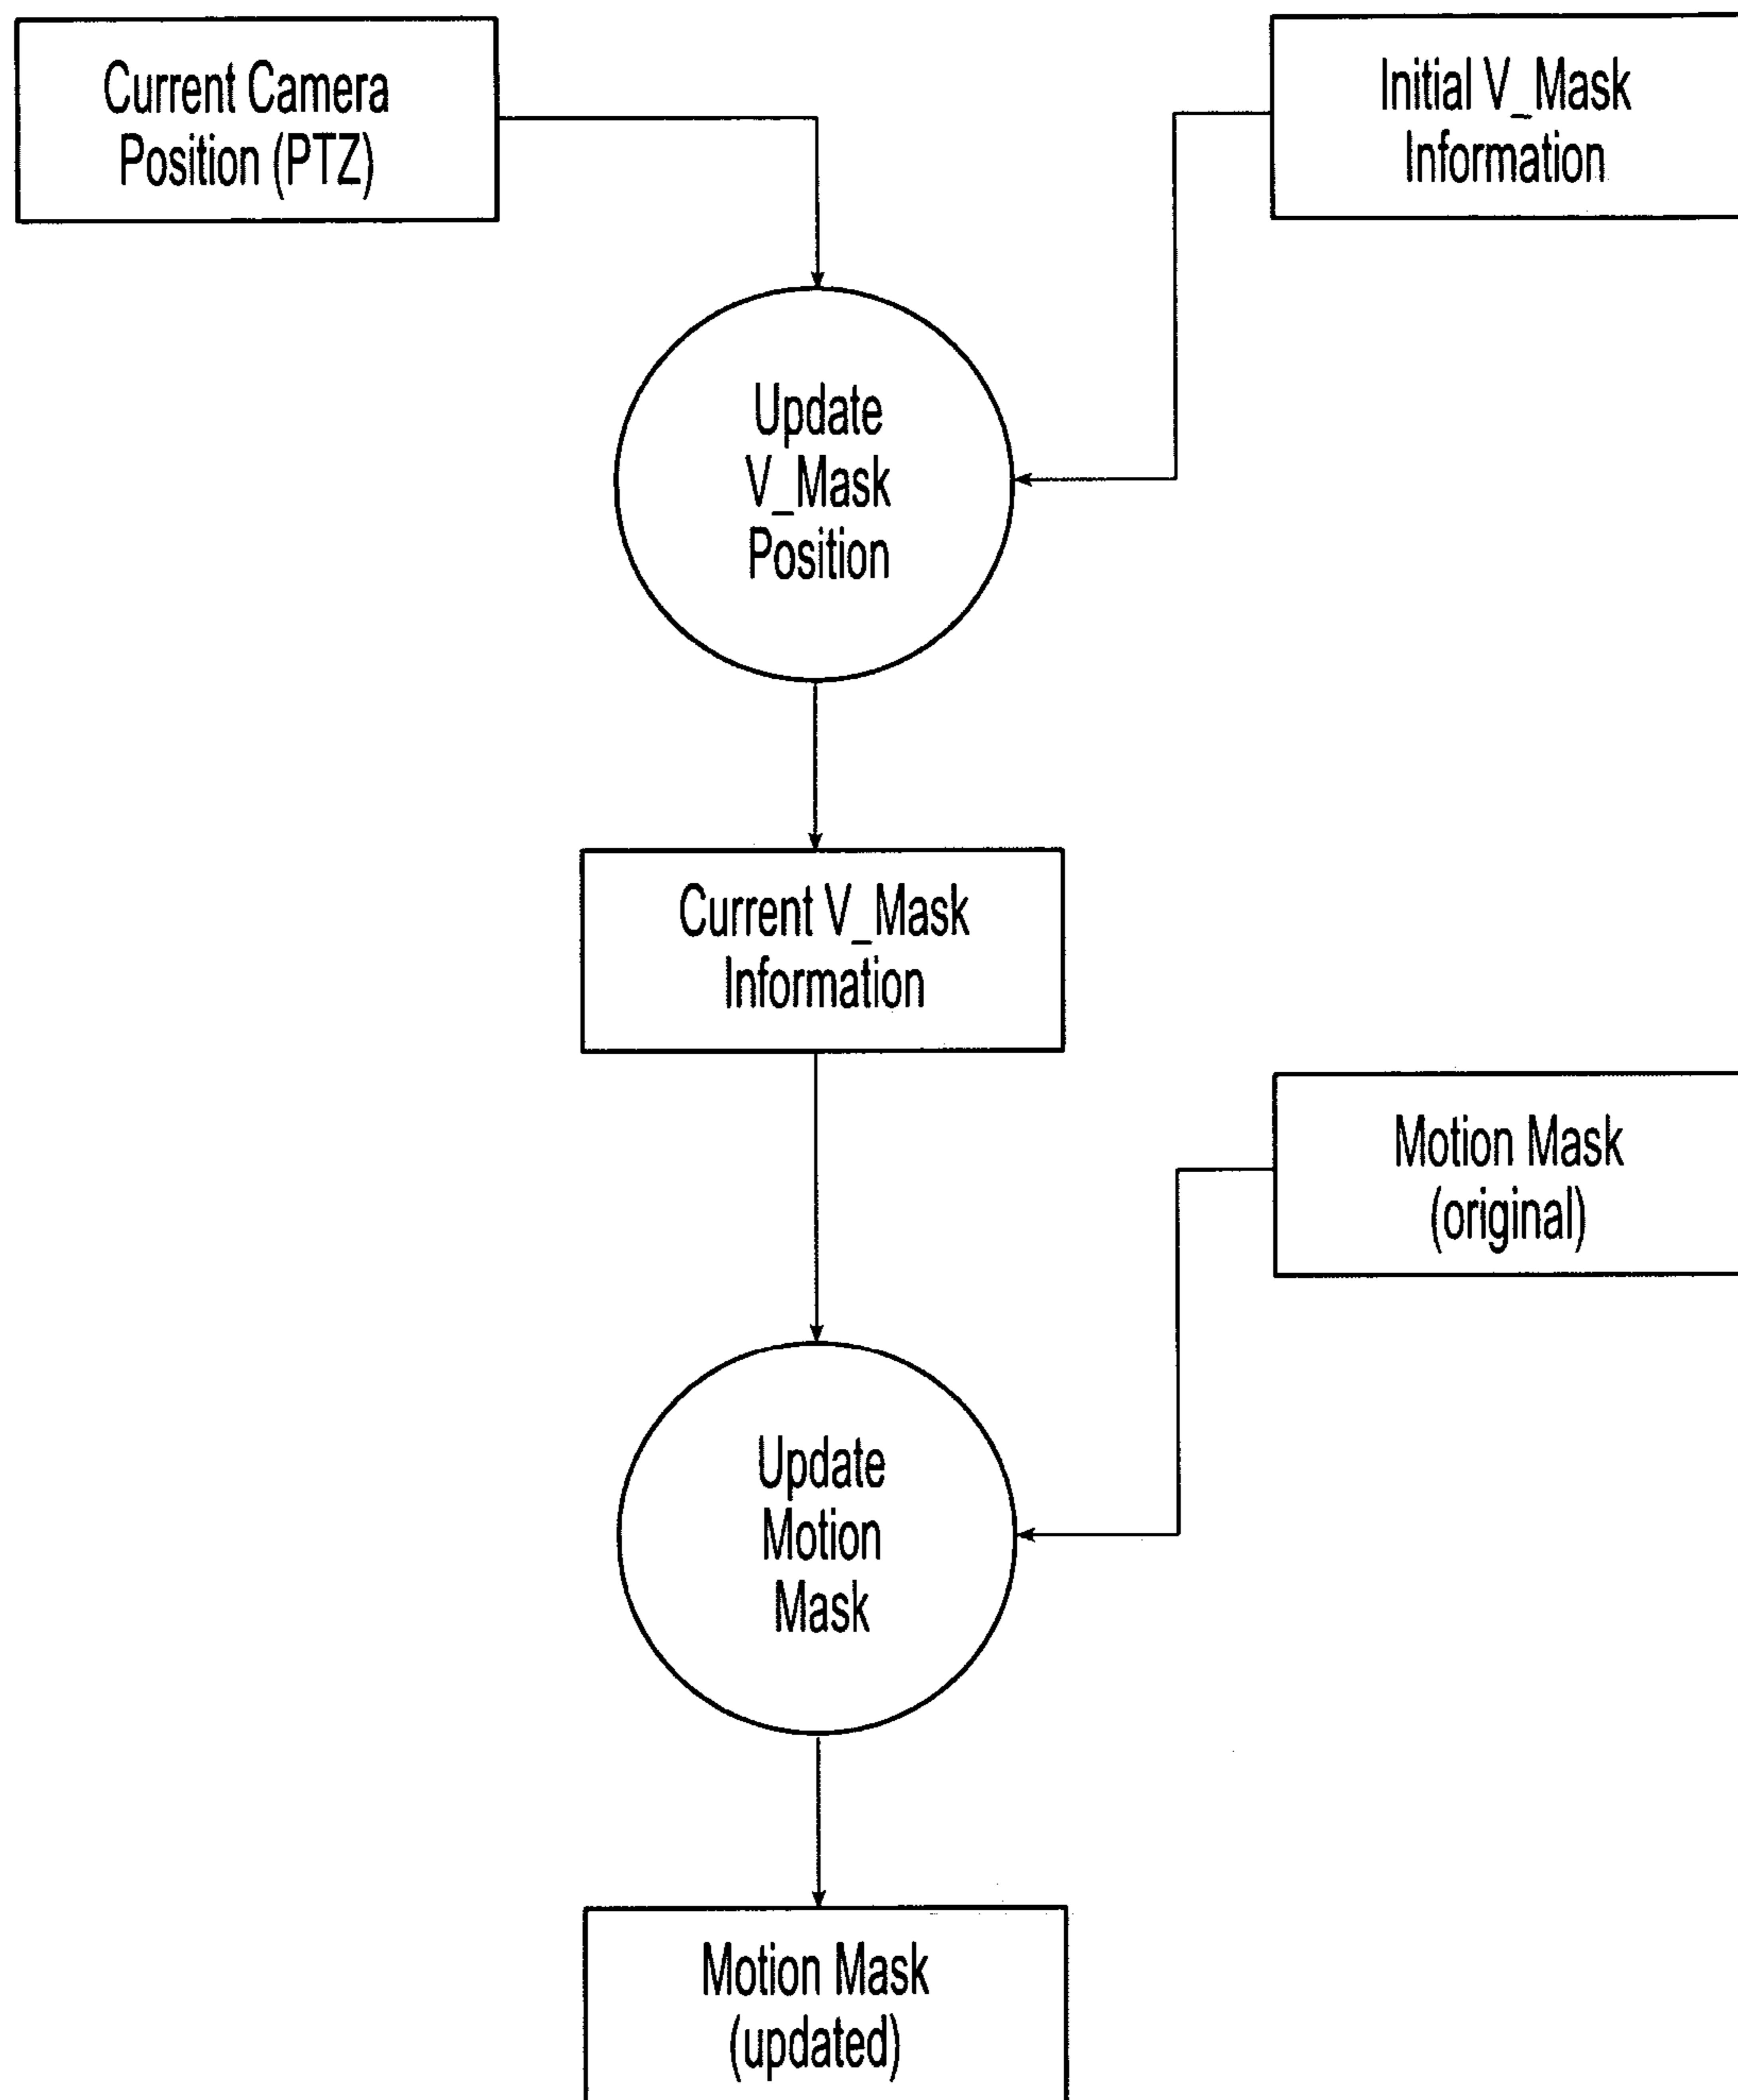 Current Camera
Position (PTZ)
Initial V_Mask
Information
Update
V_Mask
Position
Current V_Mask
Information
Motion Mask
(original)
Update
Motion
Mask
Motion Mask
(updated)